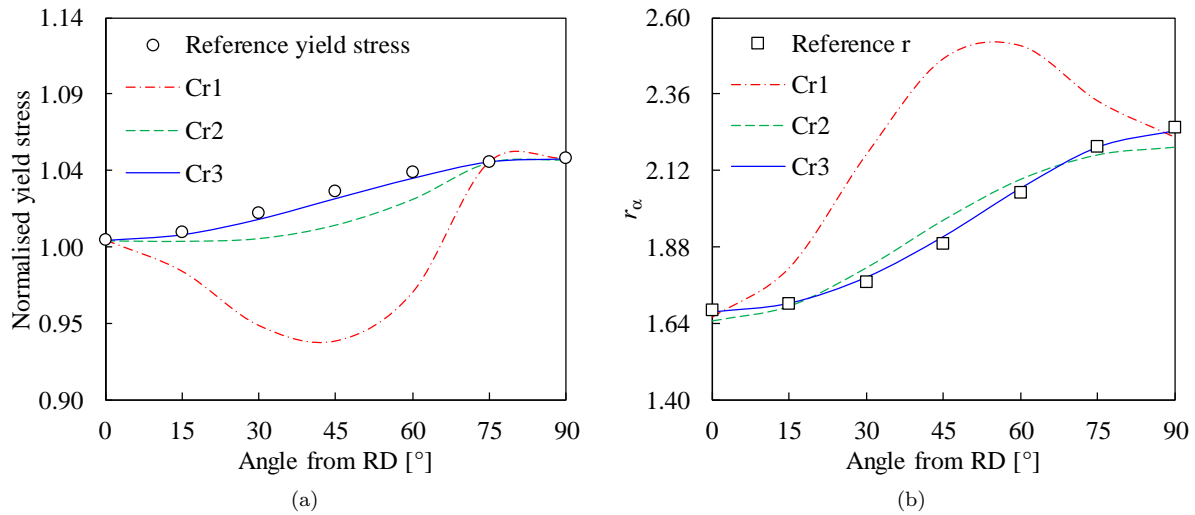 1.14
1.09
1.04
1.00
0.95
0.90
Normalised yield stress
Reference yield stress
Cr1
Cr2
Cr3
0 15 30 45 60 75 90
Angle from RD [°]
(a)
2.60
2.36
2.12
1.88
1.64
1.40
rα
Reference r
Cr1
Cr2
Cr3
0 15 30 45 60 75 90
Angle from RD [°]
(b)